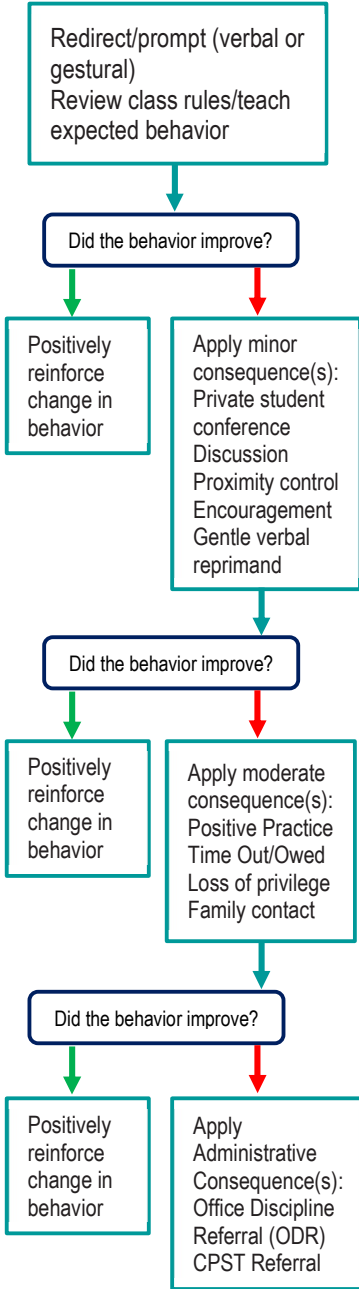 Redirect/prompt (verbal or
gestural)
Review class rules/teach
expected behavior
Did the behavior improve?
Positively
reinforce
change in
behavior
Apply minor
consequence(s):
Private student
conference
Discussion
Proximity control
Encouragement
Gentle verbal
reprimand
Did the behavior improve?
Positively
reinforce
change in
behavior
Apply moderate
consequence(s):
Positive Practice
Time Out/Owed
Loss of privilege
Family contact
Did the behavior improve?
Positively
reinforce
change in
behavior
Apply
Administrative
Consequence(s):
Office Discipline
Referral (ODR)
CPST Referral